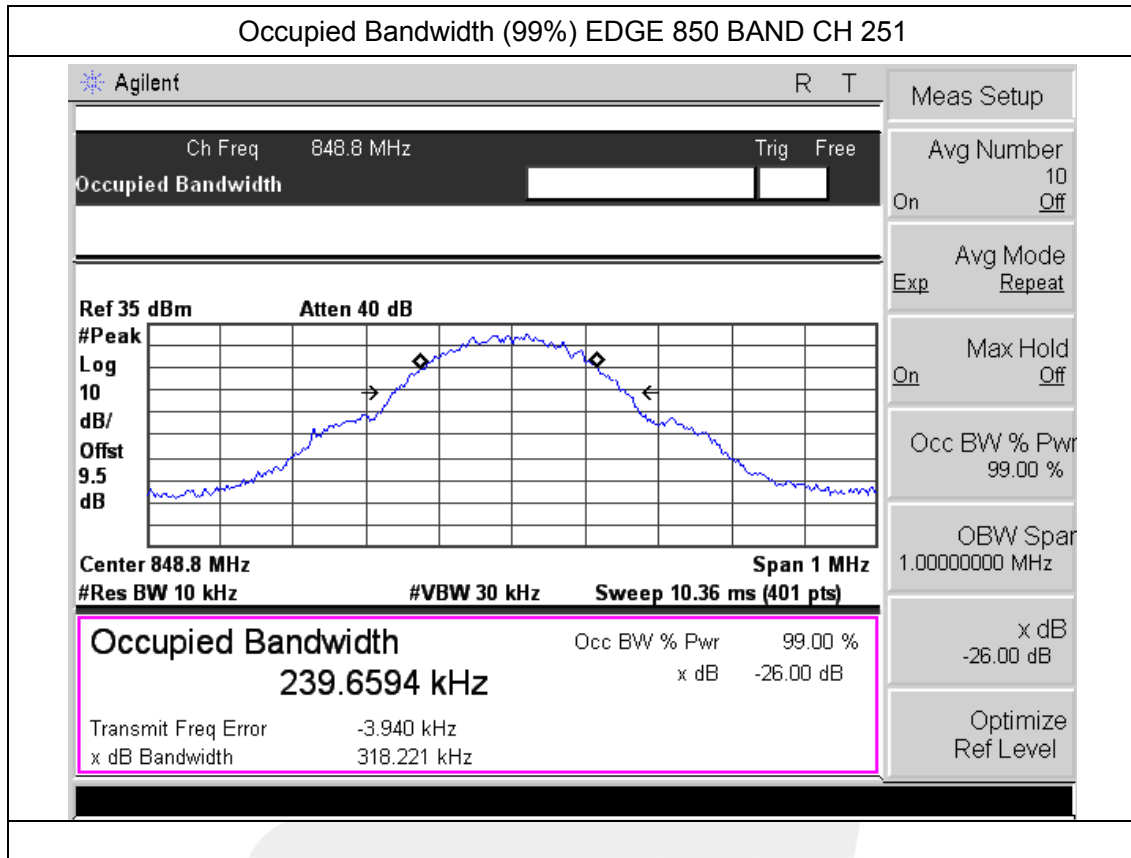 Occupied Bandwidth (99%) EDGE 850 BAND CH 251
Agilent R T
Ch Freq 848.8 MHz Trig Free
Occupied Bandwidth
Ref 35 dBm Atten 40 dB
#Peak
Log
10
dB/
Offst
9.5
dB
Center 848.8 MHz Span 1 MHz
#Res BW 10 kHz #VBW 30 kHz Sweep 10.36 ms (401 pts)
Occupied Bandwidth Occ BW % Pwr 99.00 %
239.6594 kHz x dB -26.00 dB
Transmit Freq Error -3.940 kHz
x dB Bandwidth 318.221 kHz
Meas Setup
Avg Number
10
On Off
Avg Mode
Exp Repeat
Max Hold
On Off
Occ BW % Pwr
99.00 %
OBW Span
1.00000000 MHz
x dB
-26.00 dB
Optimize
Ref Level